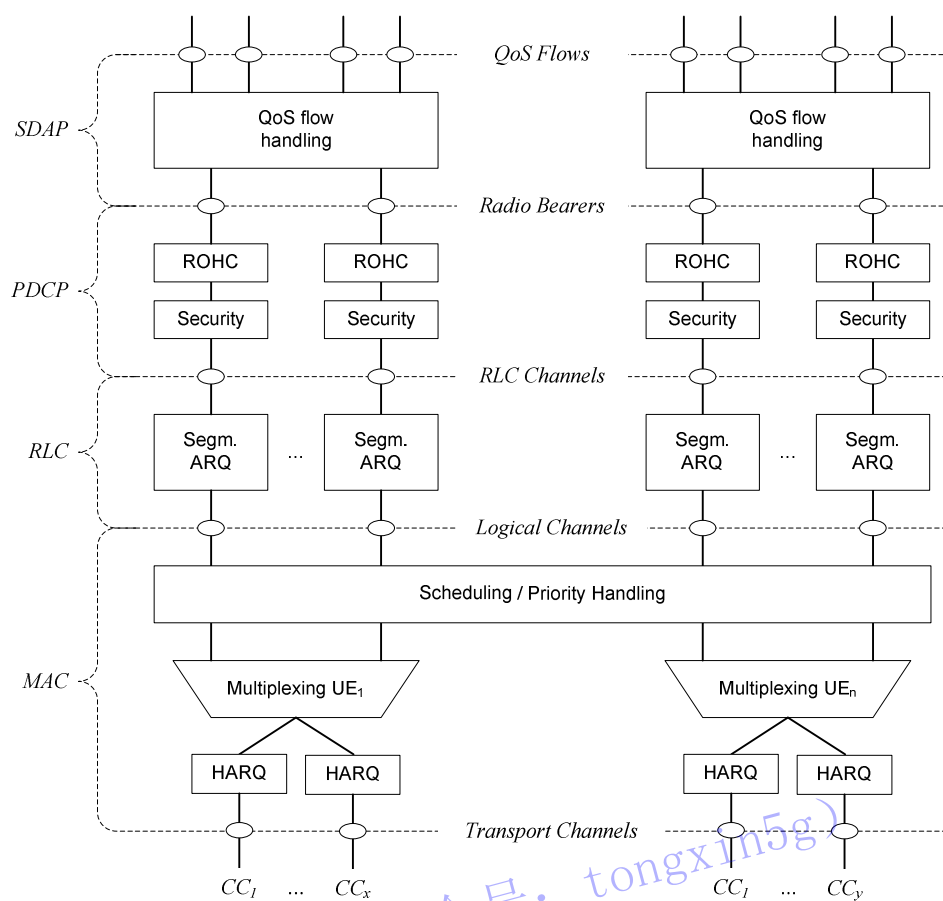 QoS Flows
QoS flow
handling
QoS flow
handling
SDAP
Radio Bearers
ROHC
ROHC
ROHC
ROHC
PDCP
Security
Security
Security
Security
RLC Channels
Segm.
ARQ
...
Segm.
ARQ
Segm.
ARQ
...
Segm.
ARQ
RLC
Logical Channels
Scheduling / Priority Handling
MAC
Multiplexing UE1
Multiplexing UEn
HARQ
HARQ
HARQ
HARQ
Transport Channels
CC1
...
CCx
CC1
...
CCy
号: tongxin5g)